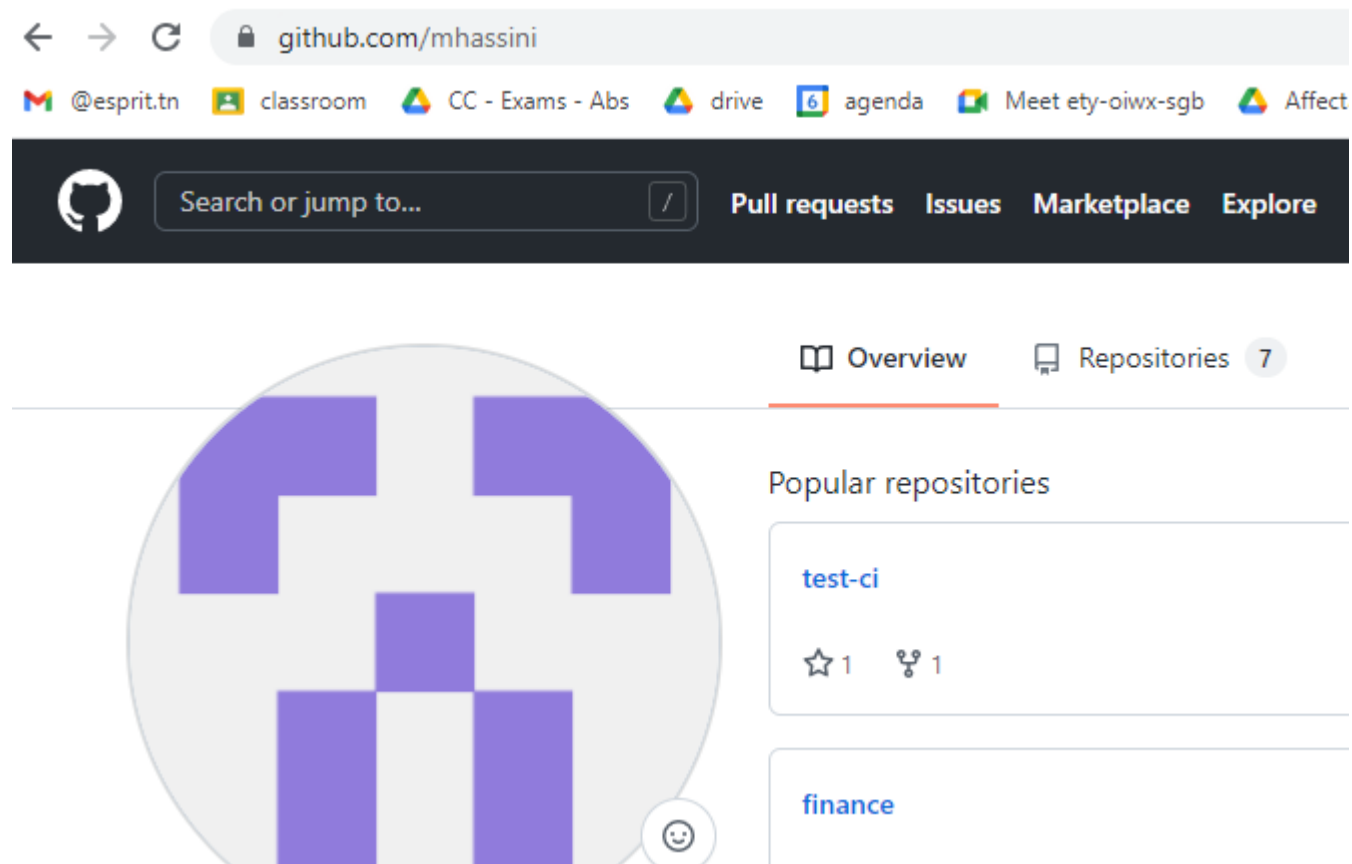 github.com/mhassini
@esprit.tn classroom CC - Exams - Abs drive 6 agenda Meet ety-oiwx-sgb Affect
Search or jump to... / Pull requests Issues Marketplace Explore
Overview Repositories 7
Popular repositories
test-ci
1 1
finance